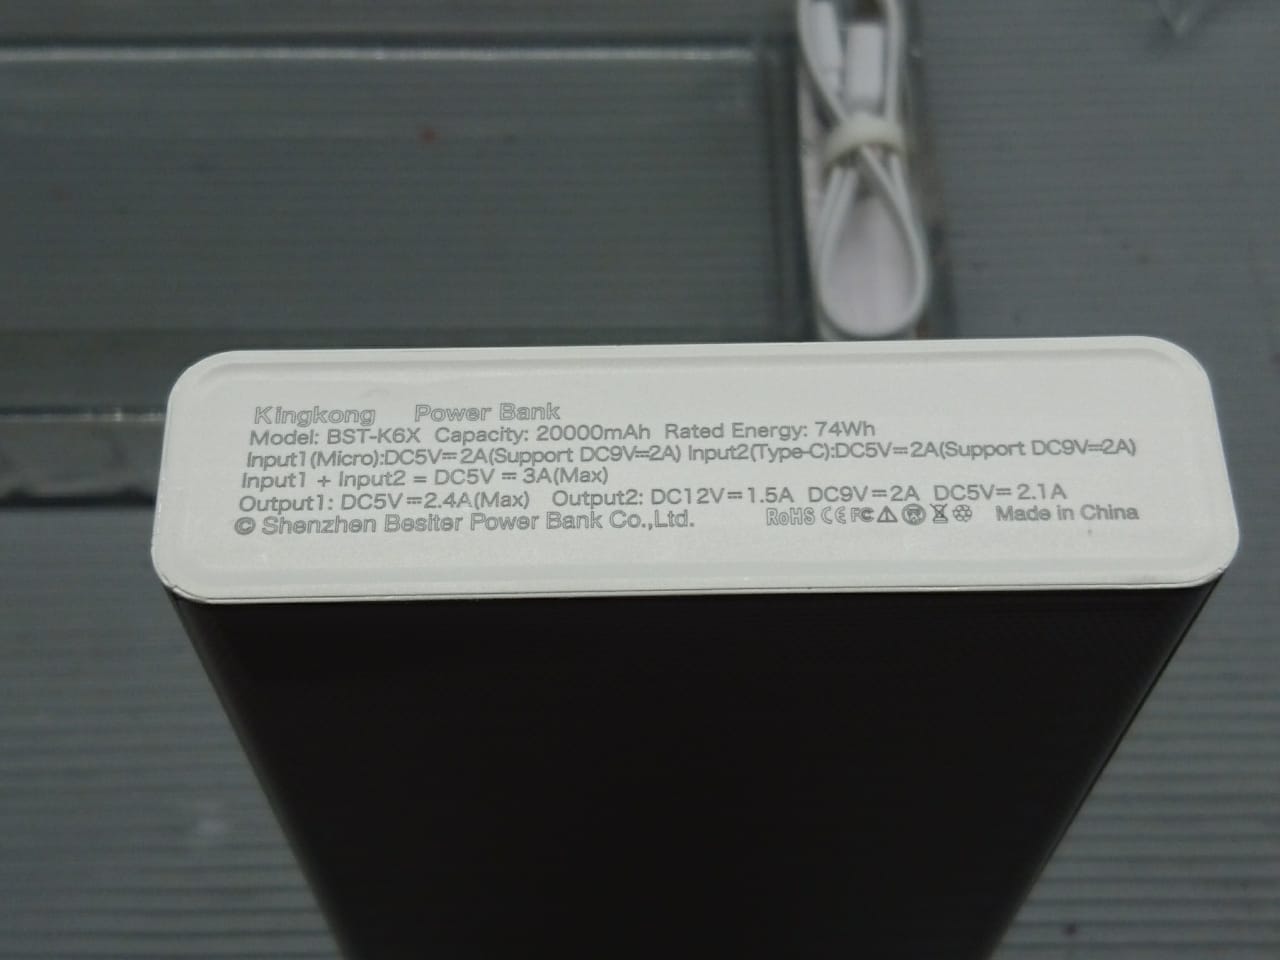 Kingkong Power Bank
Model: BST-K6X Capacity: 20000mAh Rated Energy: 74Wh
Input1(Micro):DC5V⎓2A(Support DC9V⎓2A) Input2(Type-C):DC5V⎓2A(Support DC9V⎓2A)
Input1 + Input2 = DC5V ⎓ 3A(Max)
Output1: DC5V⎓2.4A(Max) Output2: DC12V⎓1.5A DC9V⎓2A DC5V⎓2.1A
© Shenzhen Besiter Power Bank Co.,Ltd. RoHS CE FC Made in China